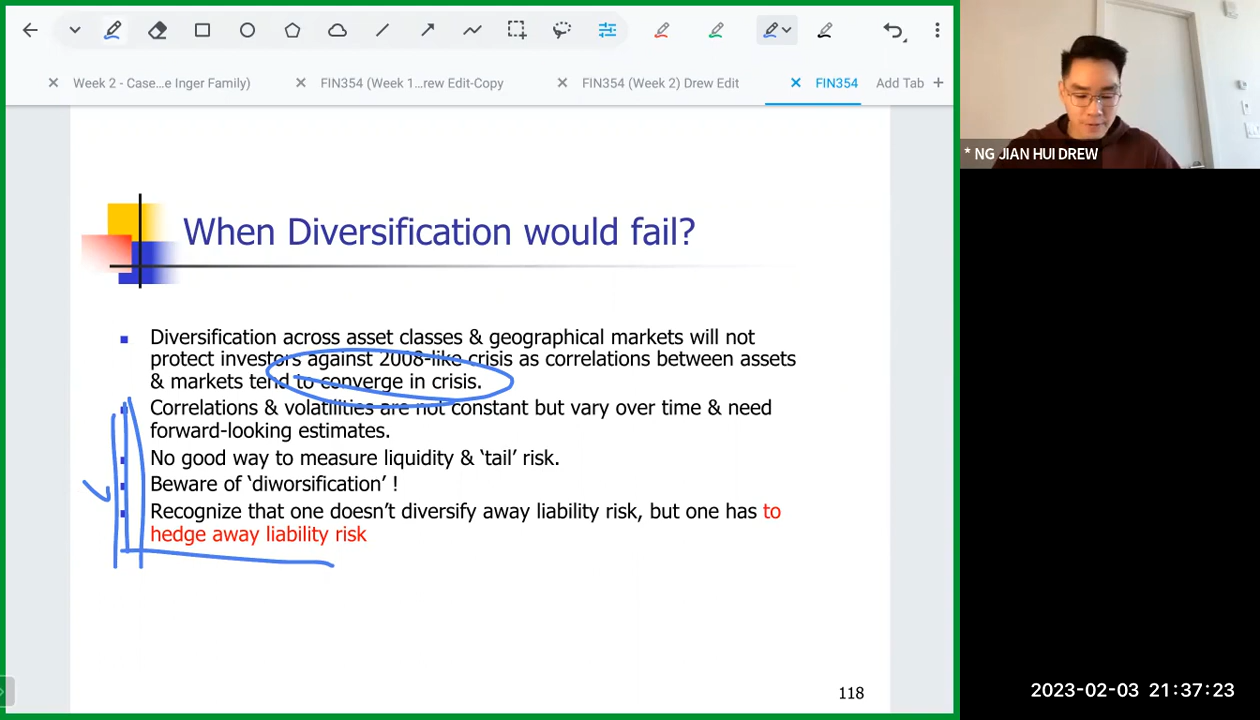 Week 2 - Case...e Inger Family)
FIN354 (Week 1...rew Edit-Copy
FIN354 (Week 2) Drew Edit
FIN354
Add Tab +
* NG JIAN HUI DREW
When Diversification would fail?
Diversification across asset classes & geographical markets will not
protect investors against 2008-like crisis as correlations between assets
& markets tend to converge in crisis.
Correlations & volatilities are not constant but vary over time & need
forward-looking estimates.
No good way to measure liquidity & ‘tail’ risk.
Beware of ‘diworsification’ !
Recognize that one doesn’t diversify away liability risk, but one has to
hedge away liability risk
118
2023-02-03 21:37:23